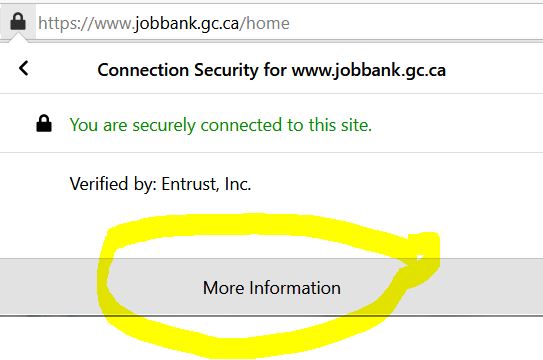 https://www.jobbank.gc.ca/home
Connection Security for www.jobbank.gc.ca
You are securely connected to this site.
Verified by: Entrust, Inc.
More Information